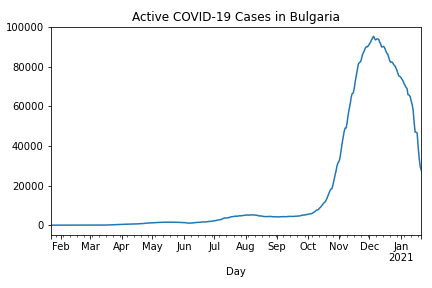 Active COVID-19 Cases in Bulgaria
100000
80000
60000
40000
20000
0
Feb Mar Apr May Jun Jul Aug Sep Oct Nov Dec Jan
2021
Day